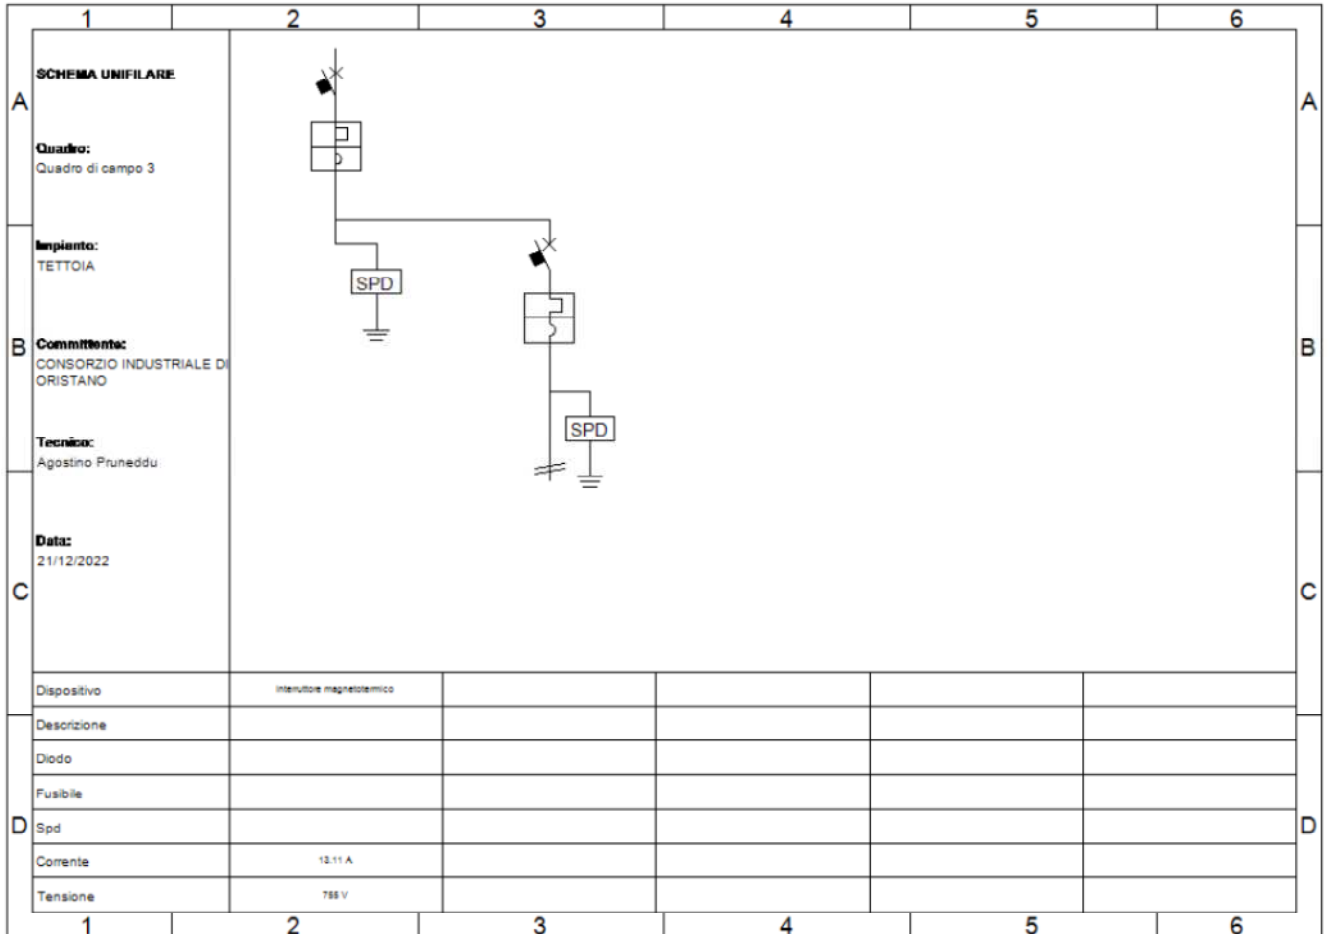 1 2 3 4 5 6
SCHEMA UNIFILARE
A A
Quadro:
Quadro di campo 3
Impianto:
TETTOIA
SPD
B B
Committente:
CONSORZIO INDUSTRIALE DI
ORISTANO
SPD
Tecnico:
Agostino Pruneddu
Data:
21/12/2022
C C
Dispositivo Interruttore magnetotermico
Descrizione
Diodo
Fusibile
D Spd D
Corrente 13.11 A
Tensione V
1 2 3 4 5 6